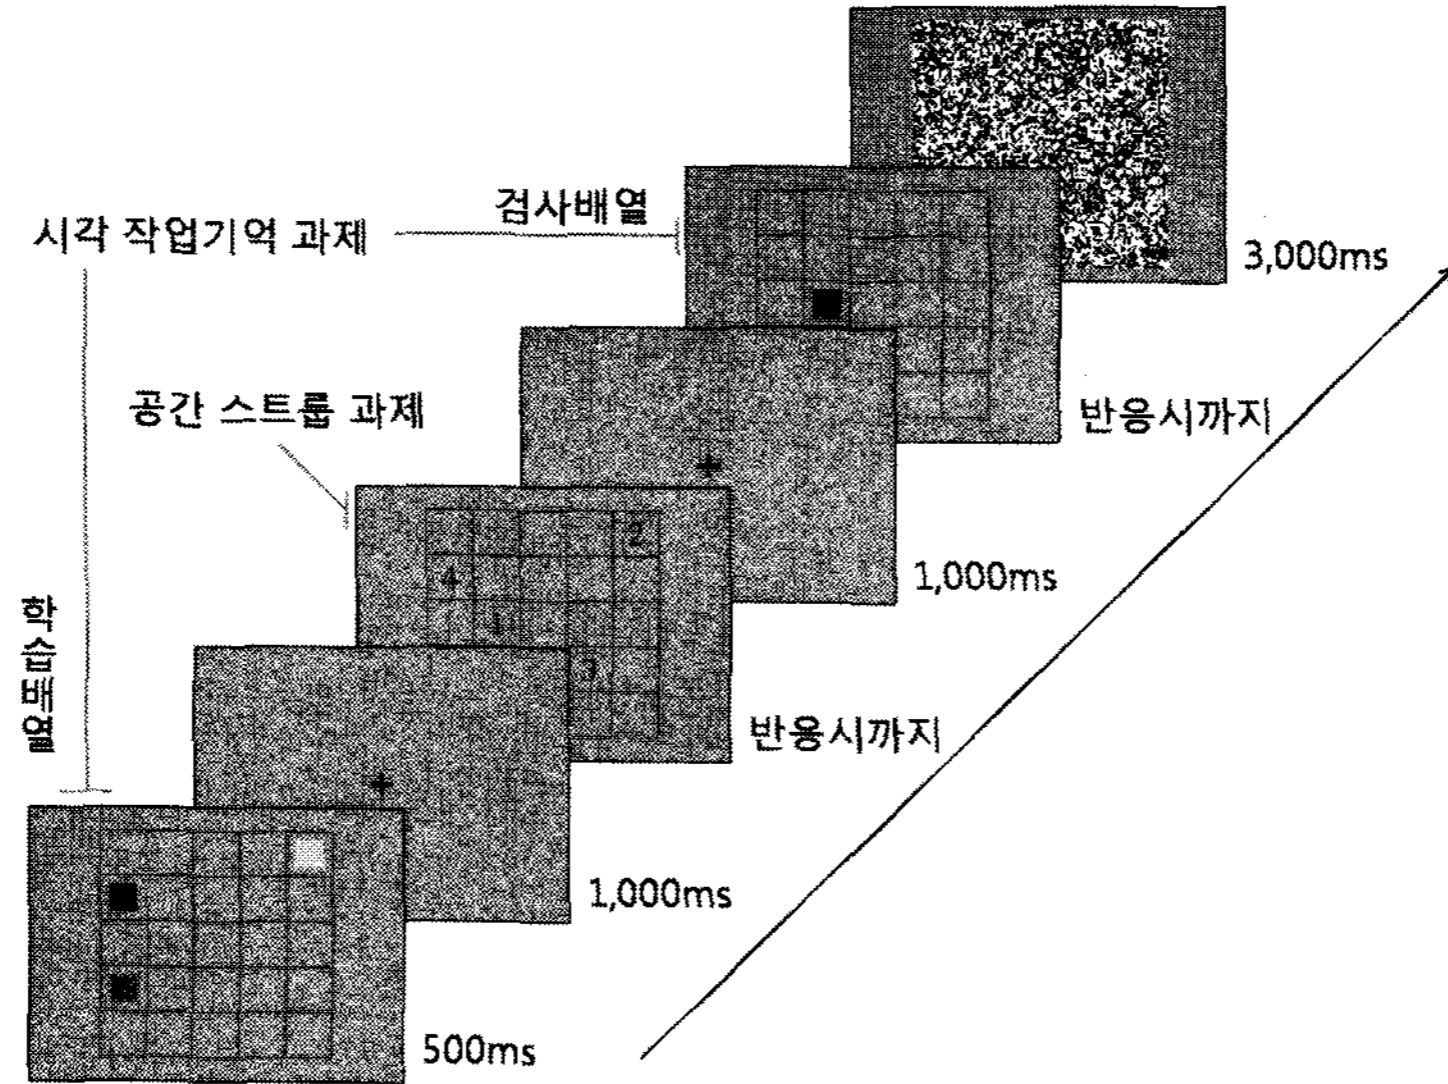 검사배열
시각 작업기억 과제
3,000ms
공간 스트룹 과제
반응시까지
+
2
4
1
1,000ms
학습배열
3
반응시까지
+
1,000ms
500ms